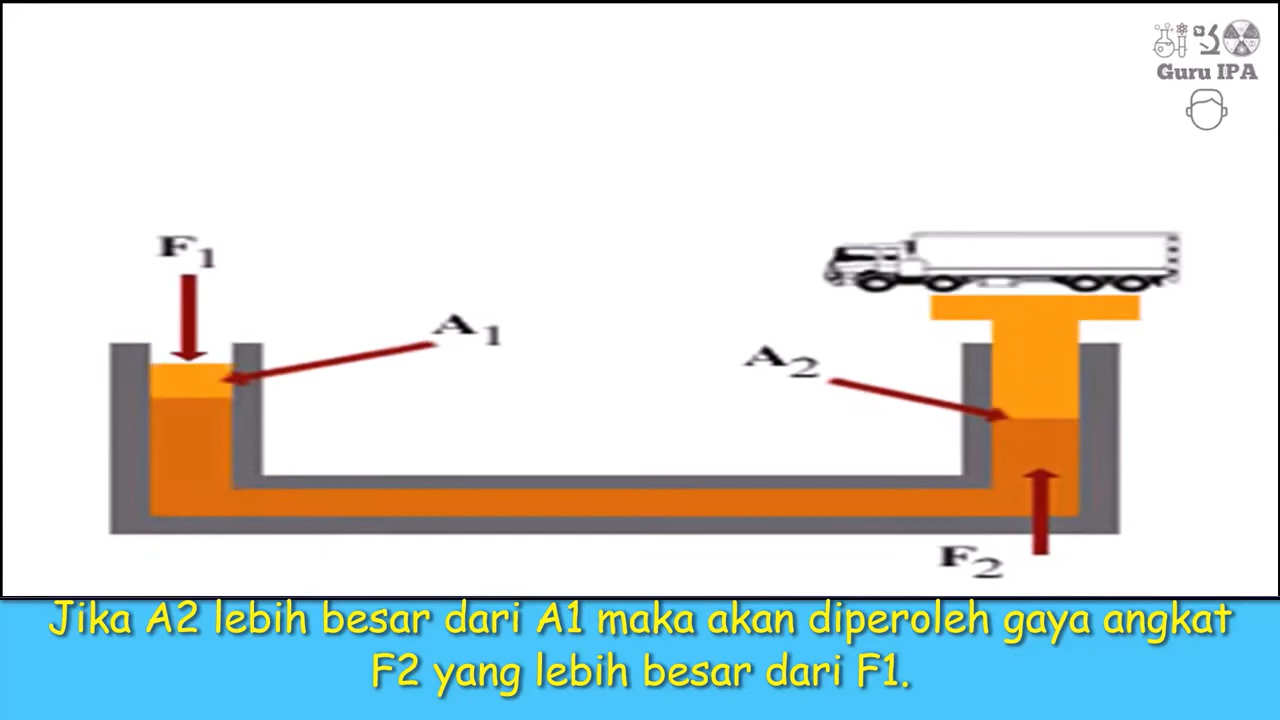 Guru IPA
F1
A1
A2
F2
Jika A2 lebih besar dari A1 maka akan diperoleh gaya angkat
F2 yang lebih besar dari F1.